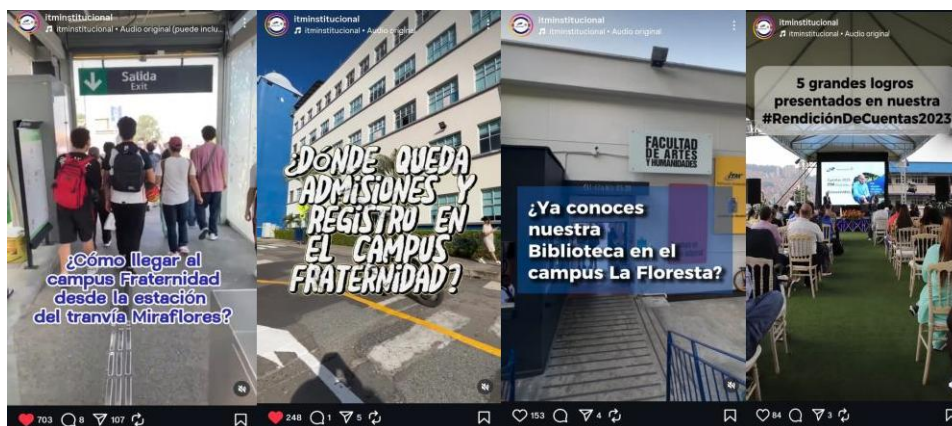 itminstitucional
itminstitucional • Audio original (puede inclu...
Salida
Exit
¿Cómo llegar al
campus Fraternidad
desde la estación
del tranvía Miraflores?
703 8 107
itminstitucional
itminstitucional • Audio original
¿DÓNDE QUEDA
ADMISIONES Y
REGISTRO EN
EL CAMPUS
FRATERNIDAD?
248 1 5
itminstitucional
itminstitucional • Audio original
FACULTAD
DE ARTES
Y HUMANIDADES
¿Ya conoces
nuestra
Biblioteca en el
campus La Floresta?
153 4
itminstitucional
itminstitucional • Audio original
5 grandes logros
presentados en nuestra
#RendiciónDeCuentas2023
84 3